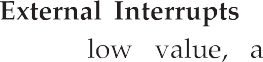 External Interrupts
low value, a